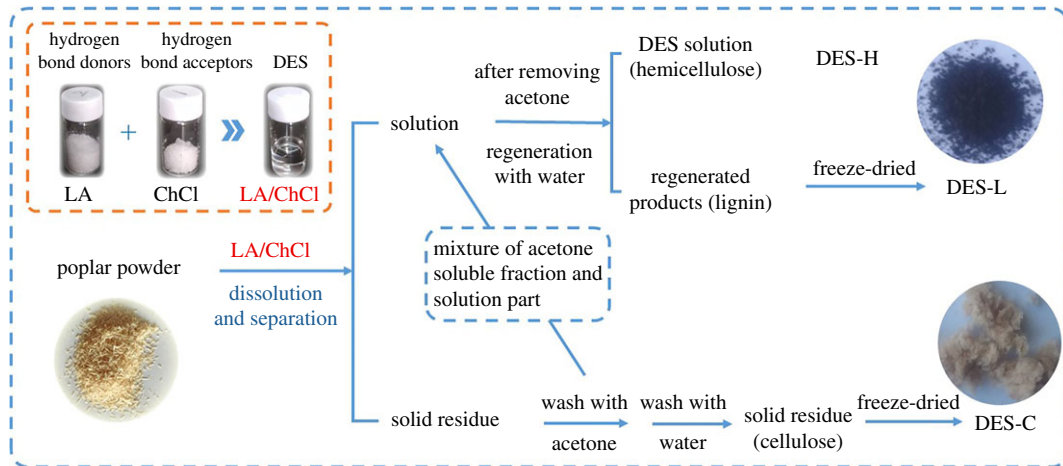 hydrogen
bond donors
hydrogen
bond acceptors
DES
+
LA
ChCl
LA/ChCl
poplar powder
LA/ChCl
dissolution
and separation
solution
after removing
acetone
regeneration
with water
DES solution
(hemicellulose)
DES-H
regenerated
products (lignin)
freeze-dried
DES-L
mixture of acetone
soluble fraction and
solution part
solid residue
wash with
acetone
wash with
water
solid residue
(cellulose)
freeze-dried
DES-C